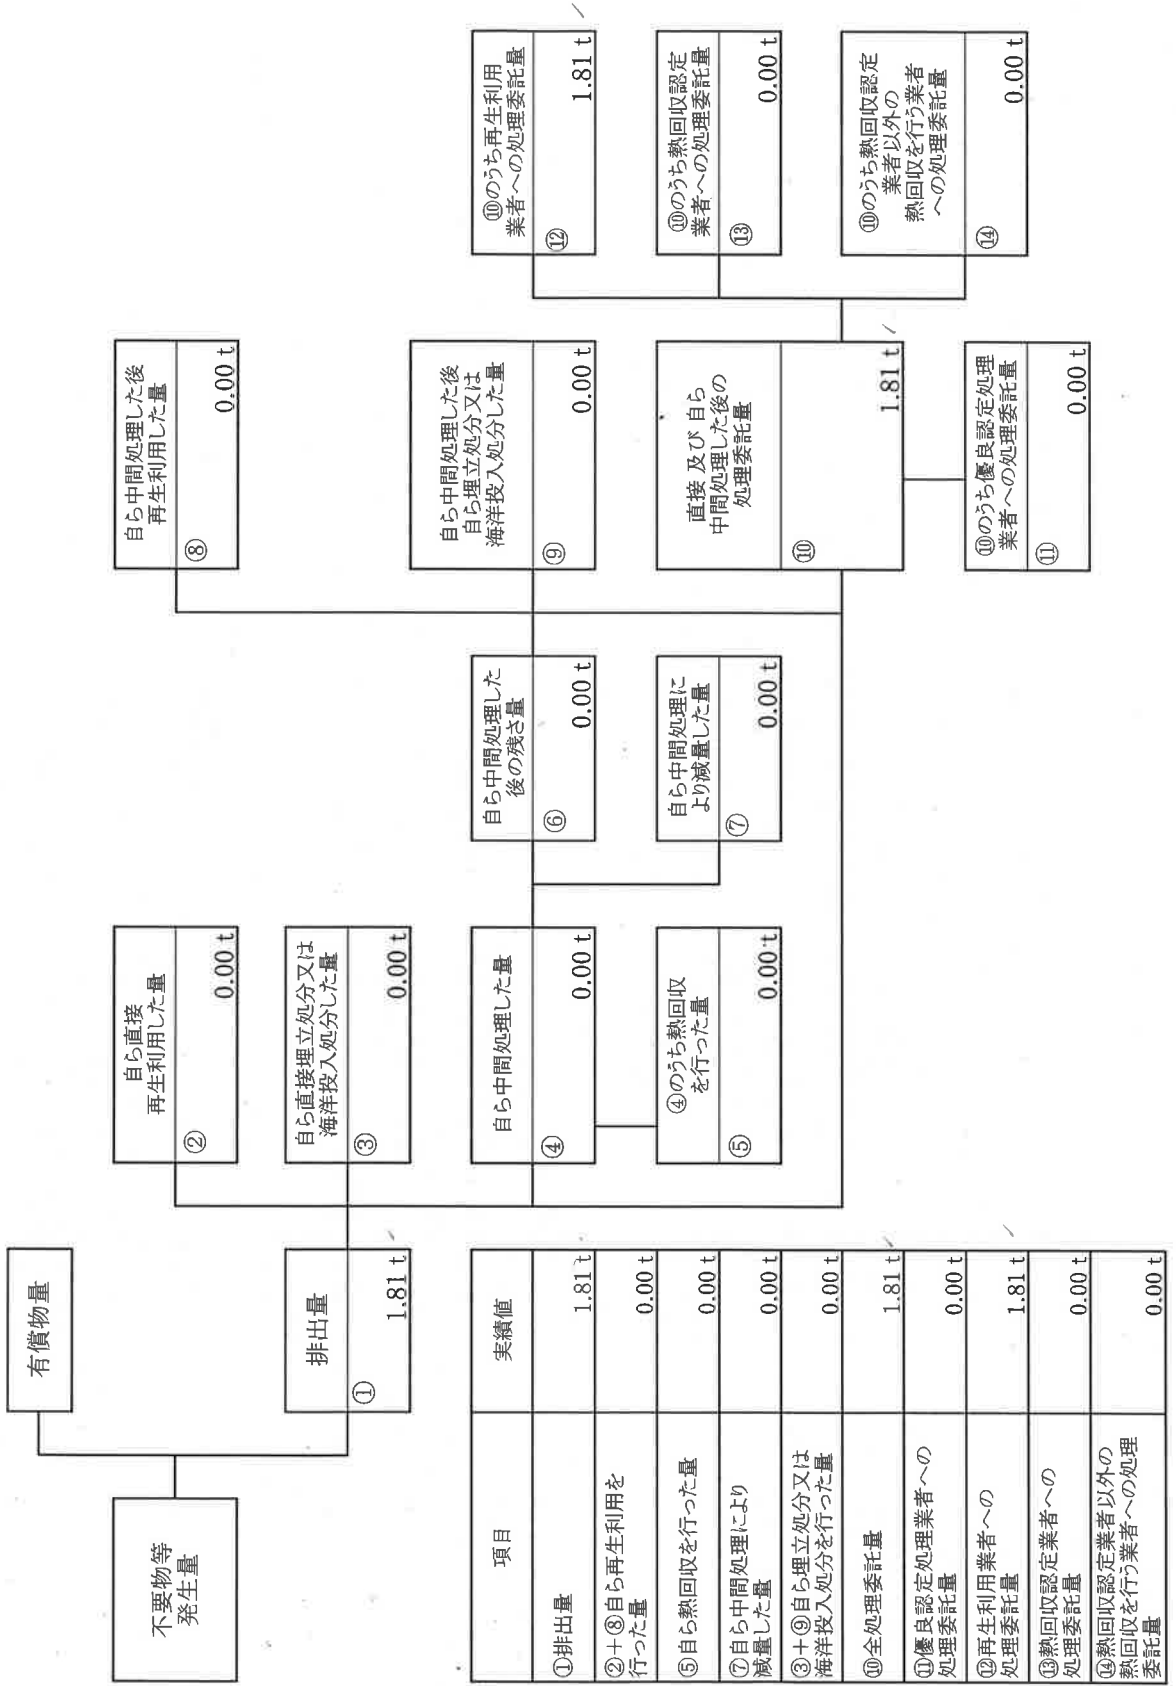 不要物等
発生量
有償物量
排出量
①
1.81 t
自ら直接
再生利用した量
②
0.00 t
自ら直接埋立処分又は
海洋投入処分した量
③
0.00 t
自ら中間処理した量
④
0.00 t
④のうち熱回収
を行った量
⑤
0.00 t
自ら中間処理した
後の残さ量
⑥
0.00 t
自ら中間処理に
より減量した量
⑦
0.00 t
自ら中間処理した後
再生利用した量
⑧
0.00 t
自ら中間処理した後
自ら埋立処分又は
海洋投入処分した量
⑨
0.00 t
直接 及び 自ら
中間処理した後の
処理委託量
⑩
1.81 t
⑩のうち優良認定処理
業者への処理委託量
⑪
0.00 t
⑩のうち再生利用
業者への処理委託量
⑫
1.81 t
⑩のうち熱回収認定
業者への処理委託量
⑬
0.00 t
⑩のうち熱回収認定
業者以外の
熱回収を行う業者
への処理委託量
⑭
0.00 t
項目 実績値
①排出量 1.81 t
②+⑧自ら再生利用を
行った量 0.00 t
⑤自ら熱回収を行った量 0.00 t
⑦自ら中間処理により
減量した量 0.00 t
③+⑨自ら埋立処分又は
海洋投入処分を行った量 0.00 t
⑩全処理委託量 1.81 t
⑪優良認定処理業者への
処理委託量 0.00 t
⑫再生利用業者への
処理委託量 1.81 t
⑬熱回収認定業者への
処理委託量 0.00 t
⑭熱回収認定業者以外の
熱回収を行う業者への処理
委託量 0.00 t